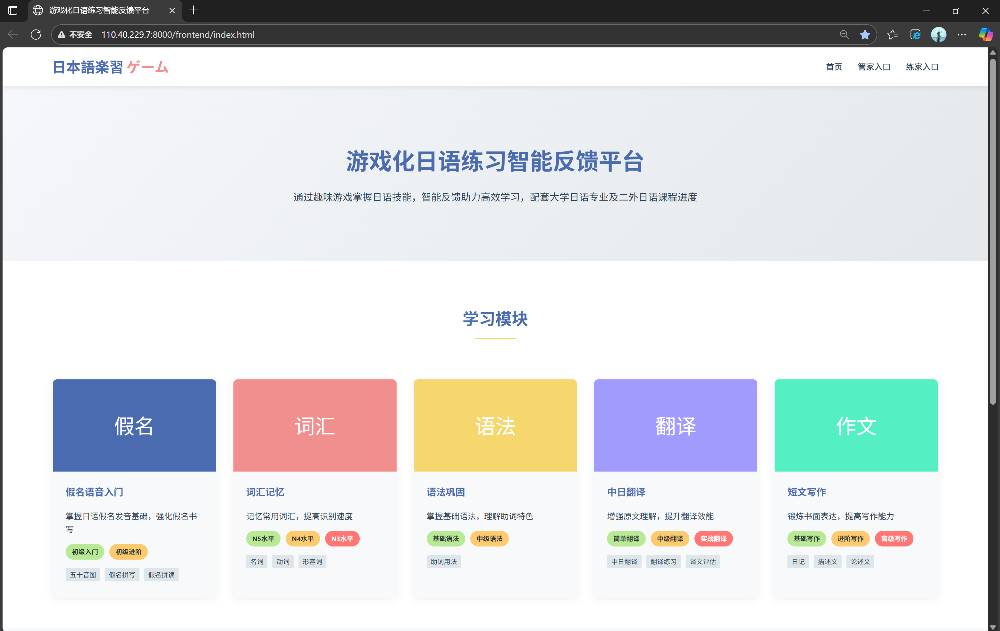 游戏化日语练习智能反馈平台
不安全 110.40.229.7:8000/frontend/index.html
日本語楽習 ゲーム
首页 管家入口 练家入口
游戏化日语练习智能反馈平台
通过趣味游戏掌握日语技能，智能反馈助力高效学习，配套大学日语专业及二外日语课程进度
学习模块
假名
假名语音入门
掌握日语假名发音基础，强化假名书
写
初级入门 初级进阶
五十音图 假名拼写 假名拼读
词汇
词汇记忆
记忆常用词汇，提高识别速度
N5水平 N4水平 N3水平
名词 动词 形容词
语法
语法巩固
掌握基础语法，理解助词特色
基础语法 中级语法
助词用法
翻译
中日翻译
增强原文理解，提升翻译效能
简单翻译 中级翻译 实战翻译
中日翻译 翻译练习 译文评估
作文
短文写作
锻炼书面表达，提高写作能力
基础写作 进阶写作 高级写作
日记 描述文 论述文